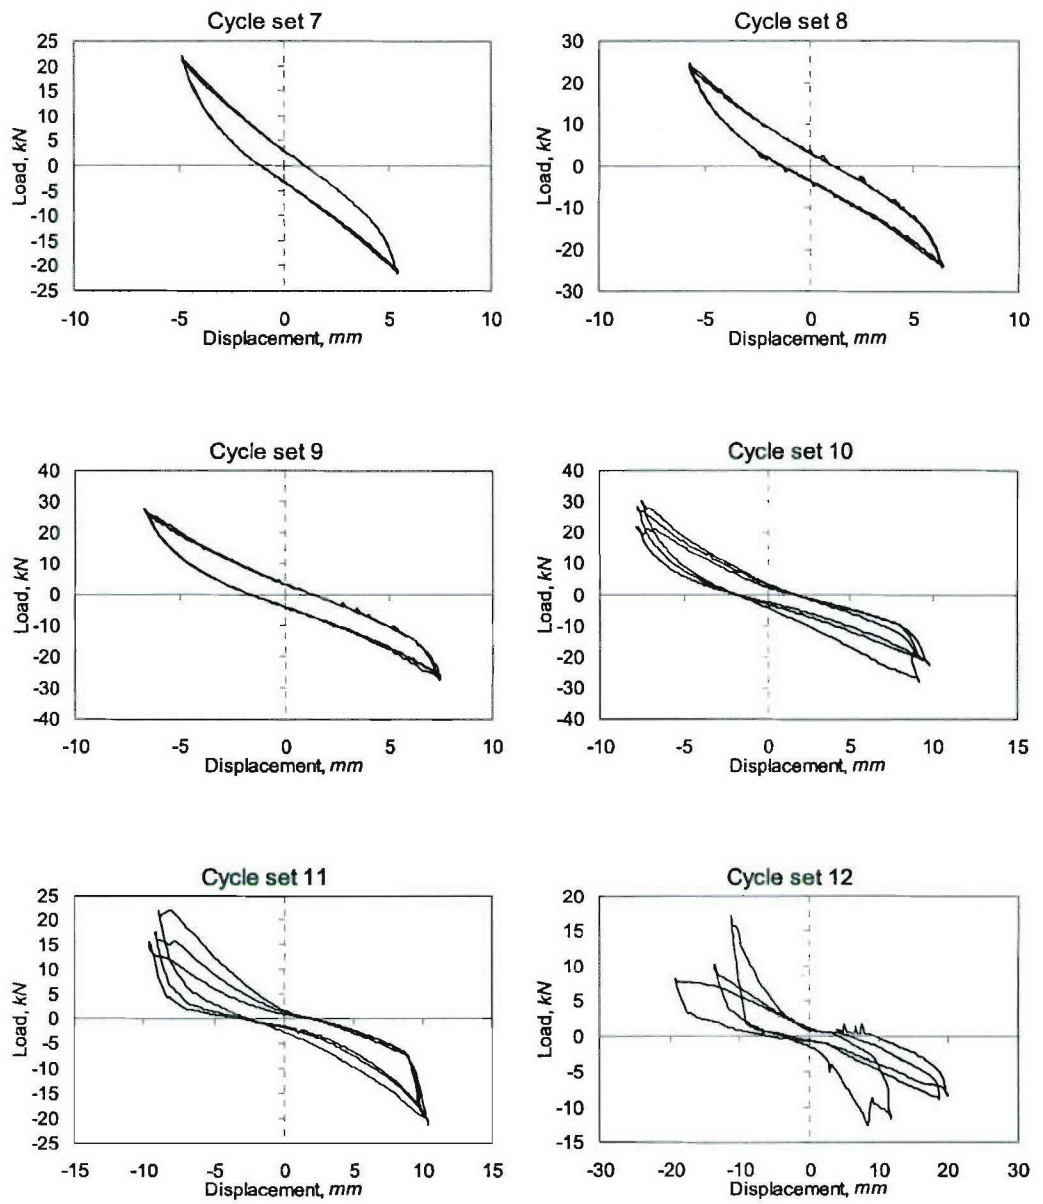 Cycle set 7
25
20
15
10
5
0
-5
-10
-15
-20
-25
Load, kN
-10 -5 0 5 10
Displacement, mm
Cycle set 8
30
20
10
0
-10
-20
-30
Load, kN
-10 -5 0 5 10
Displacement, mm
Cycle set 9
40
30
20
10
0
-10
-20
-30
-40
Load, kN
-10 -5 0 5 10
Displacement, mm
Cycle set 10
40
30
20
10
0
-10
-20
-30
-40
Load, kN
-10 -5 0 5 10 15
Displacement, mm
Cycle set 11
25
20
15
10
5
0
-5
-10
-15
-20
-25
Load, kN
-15 -10 -5 0 5 10 15
Displacement, mm
Cycle set 12
20
15
10
5
0
-5
-10
-15
Load, kN
30 -20 -10 0 10 20 30
Displacement, mm